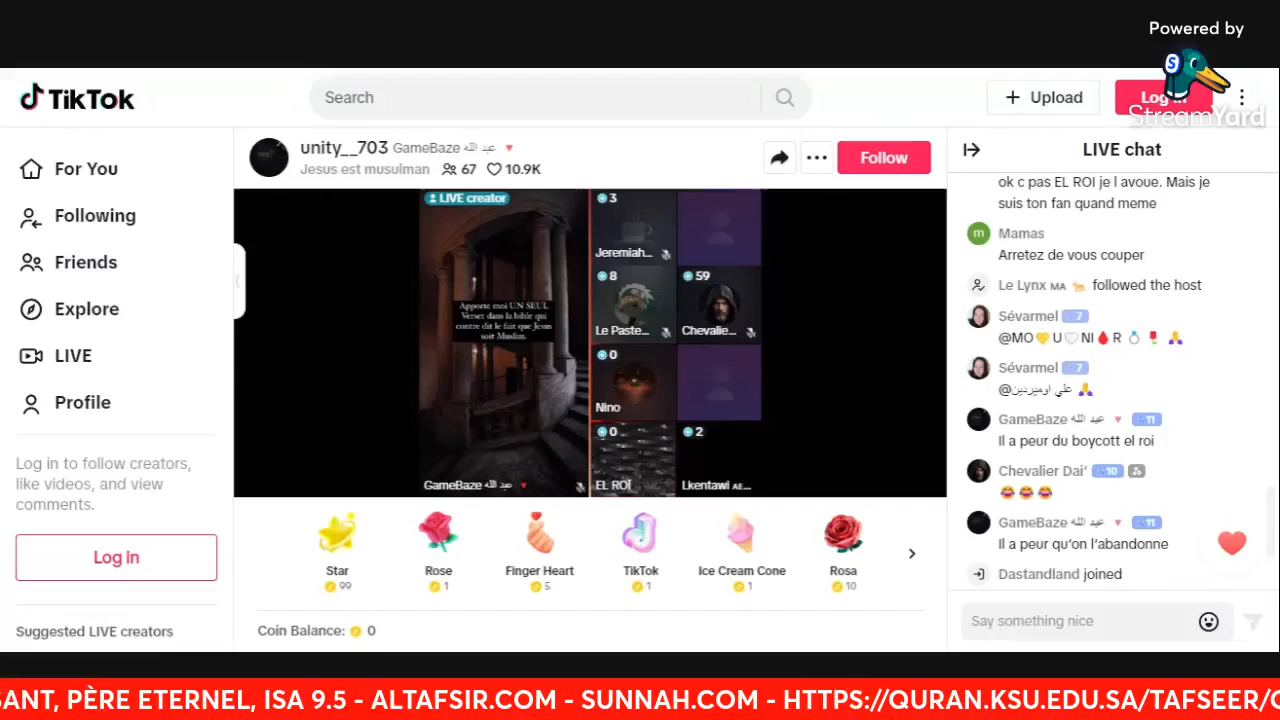 Powered by
StreamYard
TikTok
Search
Upload
Log in
For You
Following
Friends
Explore
LIVE
Profile
Log in to follow creators,
like videos, and view
comments.
Log in
Suggested LIVE creators
unity__703 GameBaze عبد الله 🔻
Jesus est musulman 67 10.9K
Follow
LIVE creator
Apporte moi UN SEUL
Verset dans la bible qui
contre dit le fait que Jesus
soit Muslim.
GameBaze عبد الله 🔻
3
Jeremiah...
8
Le Paste...
59
Chevalie...
0
Nino
0
EL ROÏ
2
Lkentawi AE...
Star
99
Rose
1
Finger Heart
5
TikTok
1
Ice Cream Cone
1
Rosa
10
Coin Balance: 0
LIVE chat
ok c pas EL ROI je l avoue. Mais je
suis ton fan quand meme
m
Mamas
Arretez de vous couper
Le Lynx ᴍᴀ 🐆 followed the host
Sévarmel 7
@MO💛U🤍NI🩸R 💍 🌹 🙏
Sévarmel 7
@علي اوميردين 🙏
GameBaze عبد الله 🔻 11
Il a peur du boycott el roi
Chevalier Dai’ 10
😂😂😂
GameBaze عبد الله 🔻 11
Il a peur qu’on l’abandonne
Dastandland joined
Say something nice
SANT, PÈRE ETERNEL, ISA 9.5 - ALTAFSIR.COM - SUNNAH.COM - HTTPS://QURAN.KSU.EDU.SA/TAFSEER/